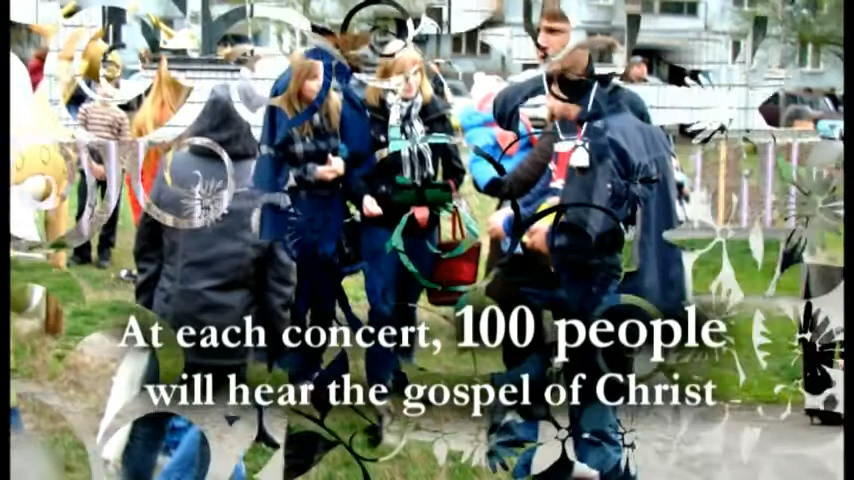 At each concert, 100 people
will hear the gospel of Christ